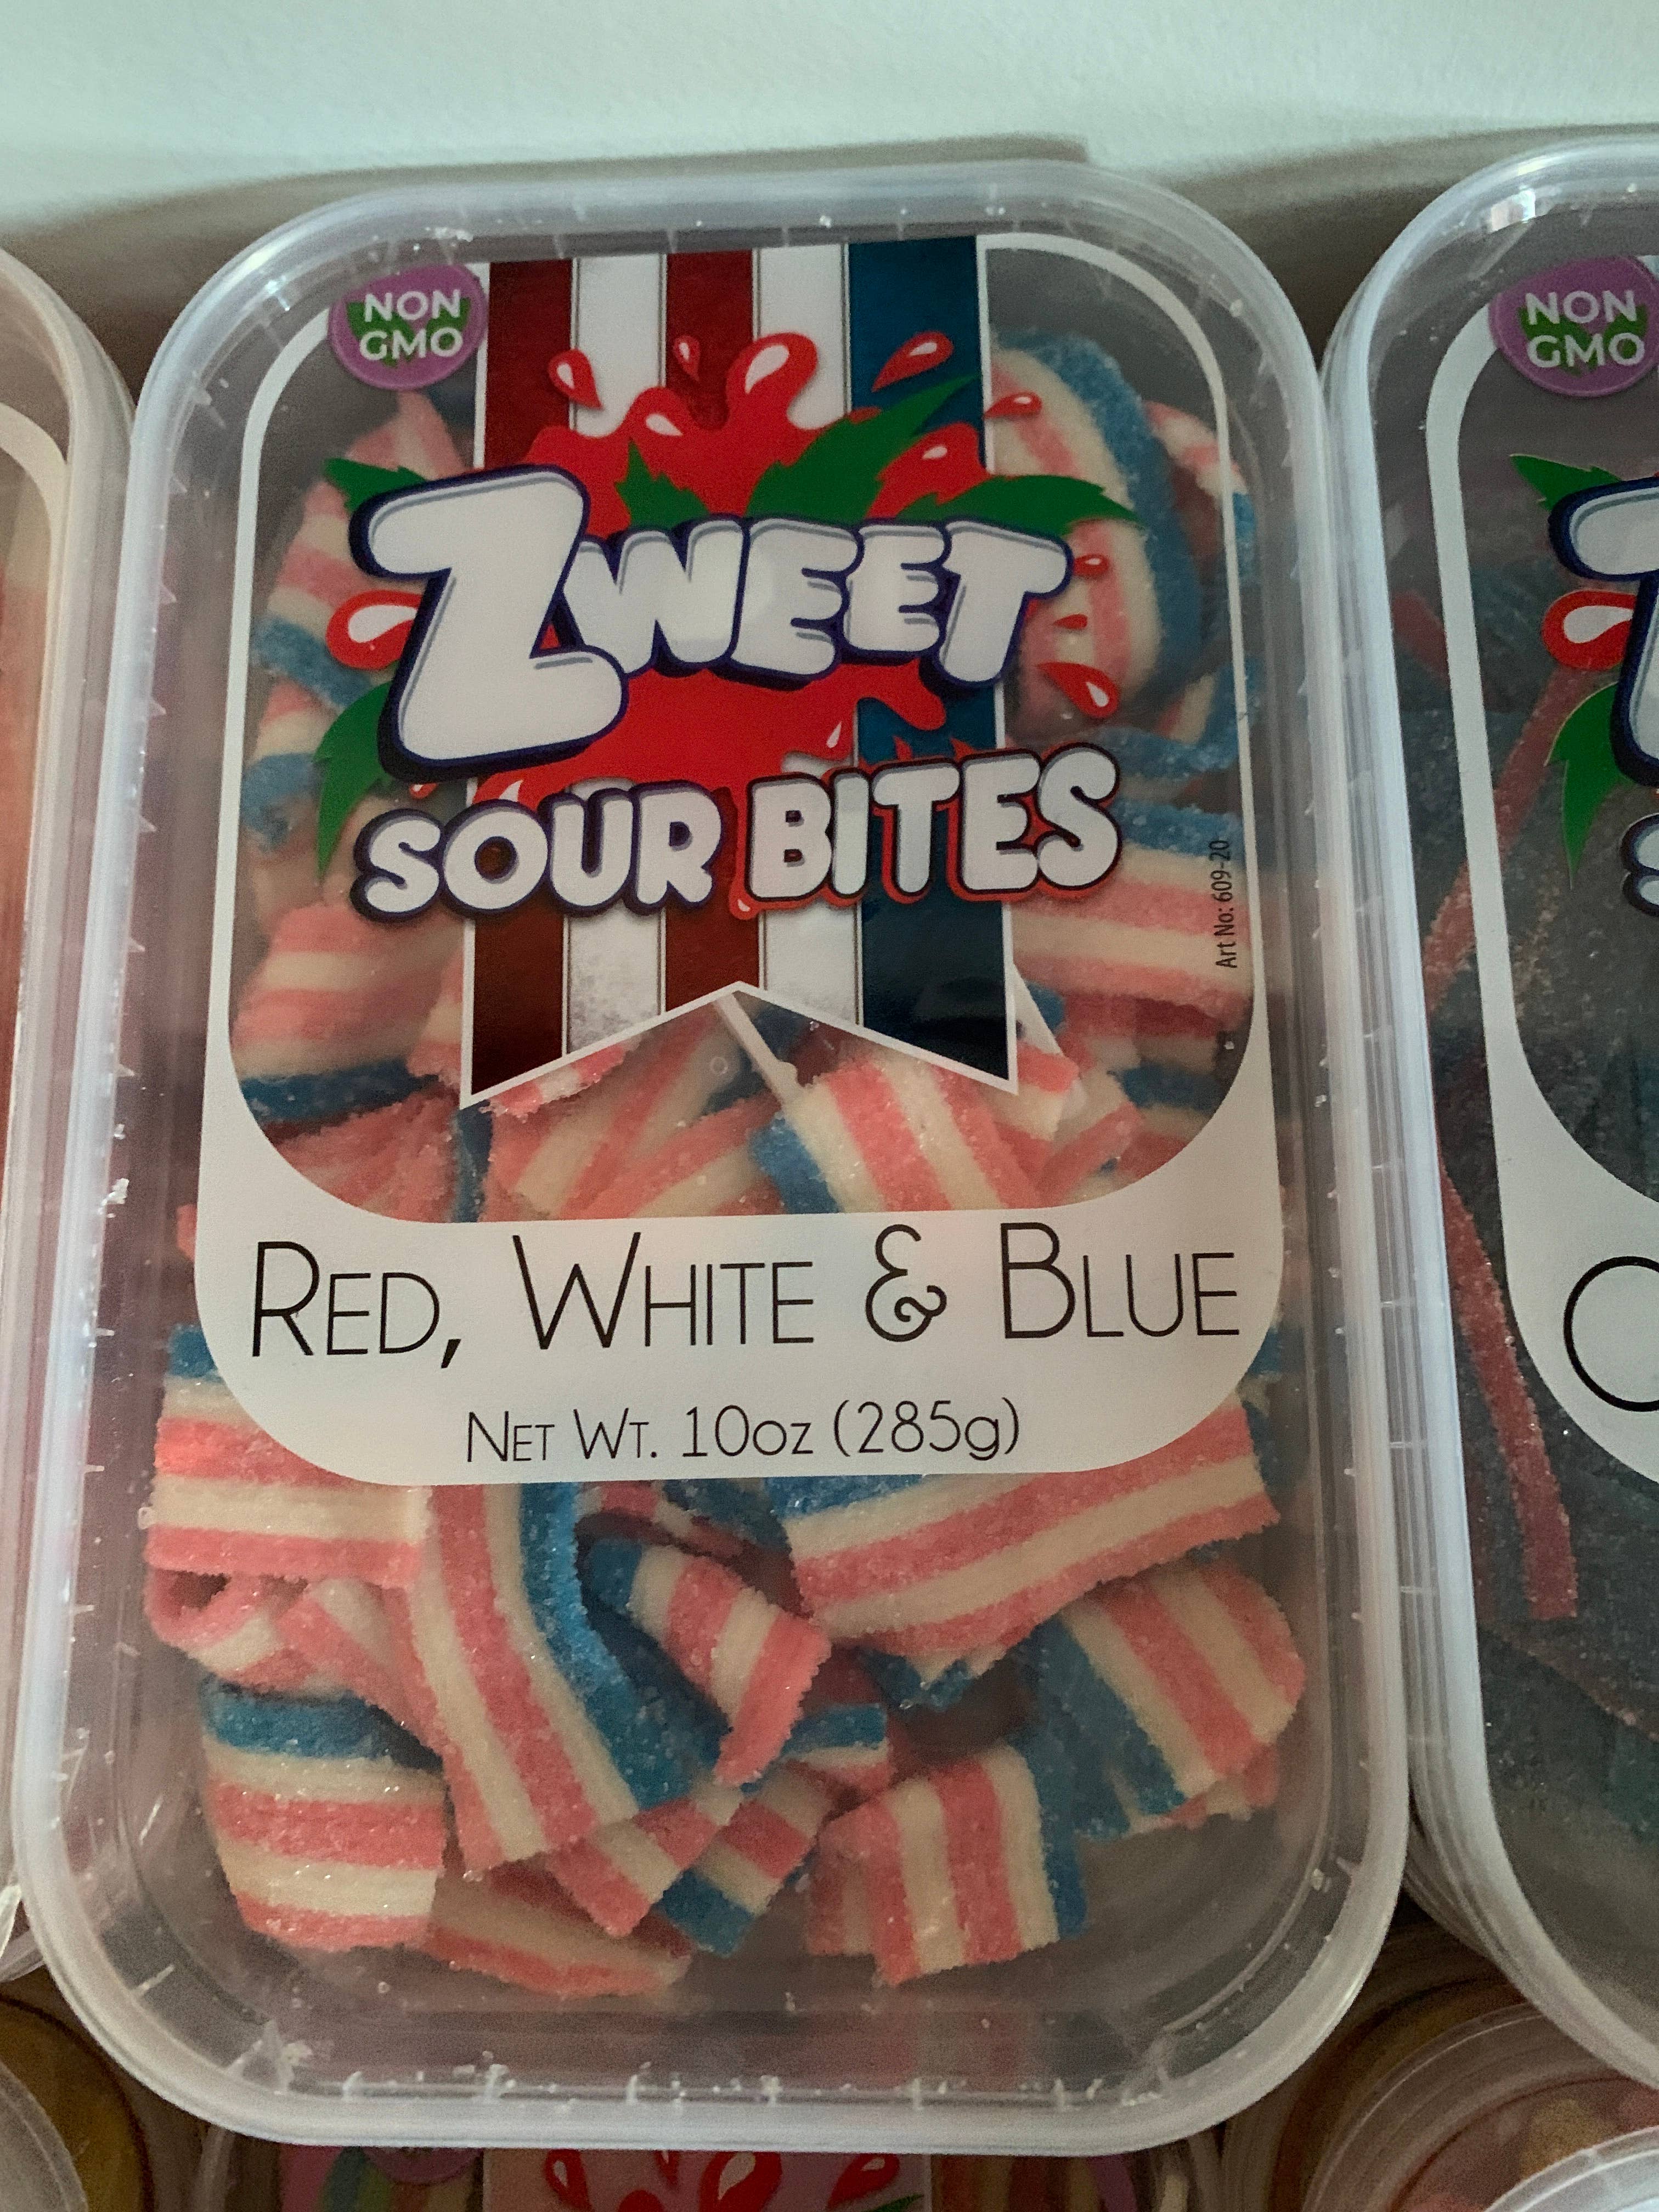 NON
GMO
ZWEET
SOUR BITES
Art No: 609-20
RED, WHITE & BLUE
NET WT. 10oz (285g)
NON
GMO